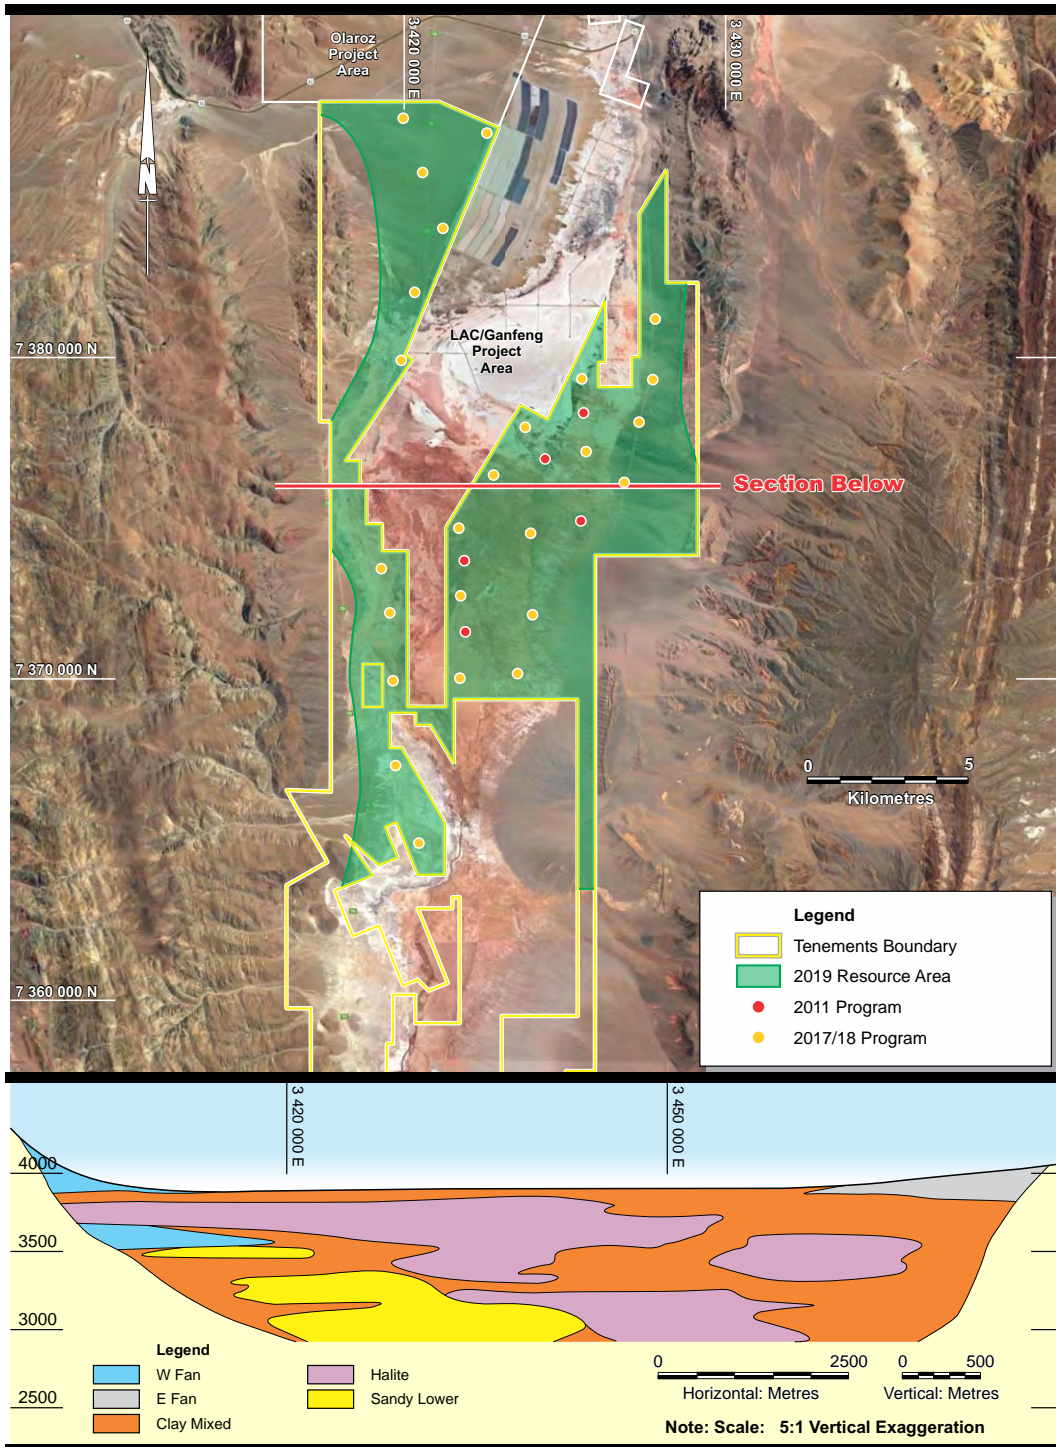 Olaroz
Project
Area
3 420 000 E
3 430 000 E
N
LAC/Ganfeng
Project
Area
7 380 000 N
Section Below
7 370 000 N
0 5
Kilometres
7 360 000 N
Legend
Tenements Boundary
2019 Resource Area
2011 Program
2017/18 Program
3 420 000 E
3 450 000 E
4000
3500
3000
2500
Legend
W Fan
E Fan
Clay Mixed
Halite
Sandy Lower
0 2500
Horizontal: Metres
0 500
Vertical: Metres
Note: Scale: 5:1 Vertical Exaggeration